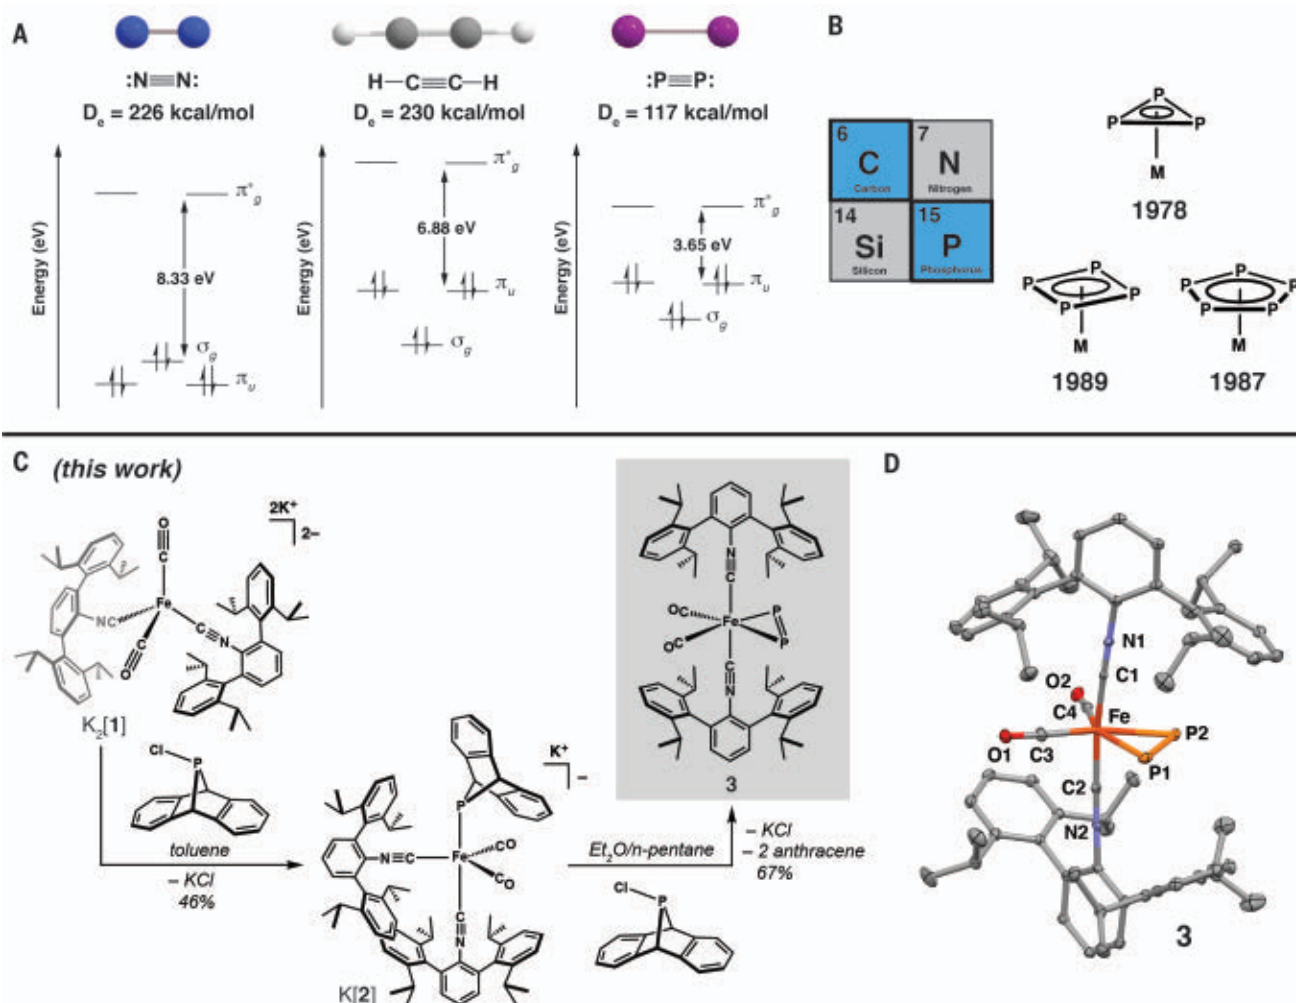 A
:N≡N:
Dₑ = 226 kcal/mol
H−C≡C−H
Dₑ = 230 kcal/mol
:P≡P:
Dₑ = 117 kcal/mol
Energy (eV)
π*g
8.33 eV
σg
πu
Energy (eV)
π*g
6.88 eV
πu
σg
Energy (eV)
π*g
3.65 eV
πu
σg
B
6
C
Carbon
7
N
Nitrogen
14
Si
Silicon
15
P
Phosphorus
P
P P
M
1978
P
P P
P
M
1989
P
P P
P P
M
1987
C (this work)
2K⁺
2−
O
C
Fe
NC
C≡N
C
O
K₂[1]
Cl
P
toluene
− KCl
46%
K⁺
−
P
N≡C
Fe
CO
CO
C
N
K[2]
Et₂O/n-pentane
Cl
P
− KCl
− 2 anthracene
67%
N
C
OC
Fe
P
OC
P
C
N
3
D
N1
C1
O2
C4
Fe
O1
C3
P2
P1
C2
N2
3